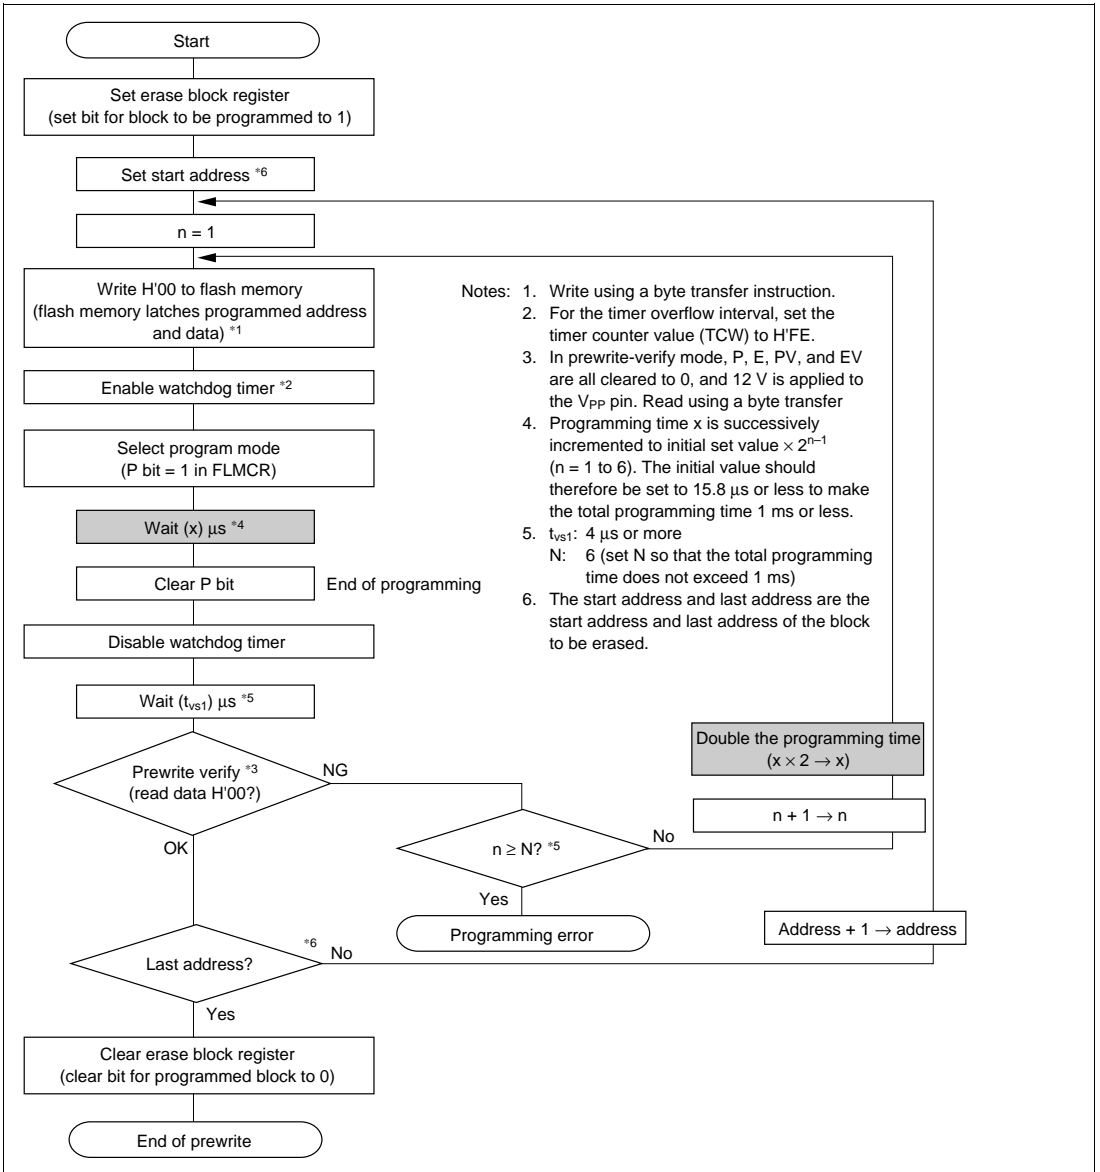 Start
Set erase block register
(set bit for block to be programmed to 1)
Set start address *6
n = 1
Write H'00 to flash memory
(flash memory latches programmed address
and data) *1
Enable watchdog timer *2
Select program mode
(P bit = 1 in FLMCR)
Wait (x) µs *4
Clear P bit
End of programming
Disable watchdog timer
Wait (tvs1) µs *5
Prewrite verify *3
(read data H'00?)
NG
OK
n ≥ N? *5
No
Yes
Programming error
Double the programming time
(x × 2 → x)
n + 1 → n
Address + 1 → address
*6
Last address?
No
Yes
Clear erase block register
(clear bit for programmed block to 0)
End of prewrite
Notes: 1. Write using a byte transfer instruction.
2. For the timer overflow interval, set the
timer counter value (TCW) to H'FE.
3. In prewrite-verify mode, P, E, PV, and EV
are all cleared to 0, and 12 V is applied to
the VPP pin. Read using a byte transfer
4. Programming time x is successively
incremented to initial set value × 2n–1
(n = 1 to 6). The initial value should
therefore be set to 15.8 µs or less to make
the total programming time 1 ms or less.
5. tvs1: 4 µs or more
N: 6 (set N so that the total programming
time does not exceed 1 ms)
6. The start address and last address are the
start address and last address of the block
to be erased.